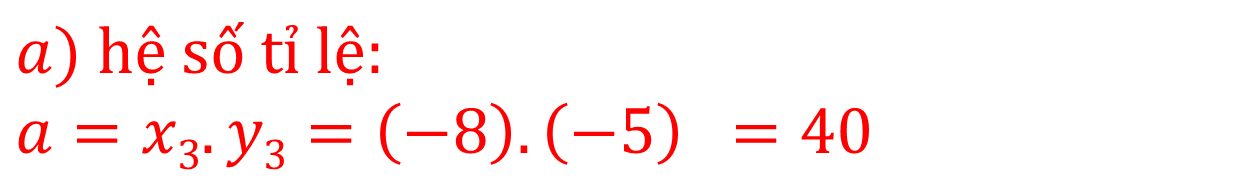 a) hệ số tỉ lệ:
a = x₃. y₃ = (−8). (−5) = 40